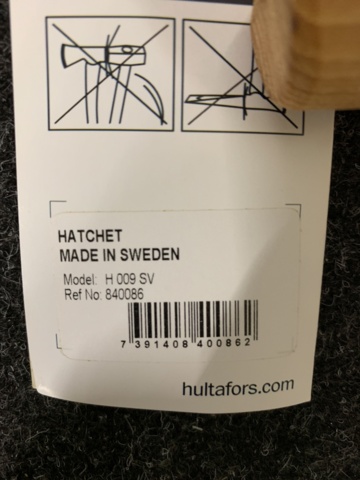 HATCHET
MADE IN SWEDEN
Model: H 009 SV
Ref No: 840086
7 391408 400862
hultafors.com